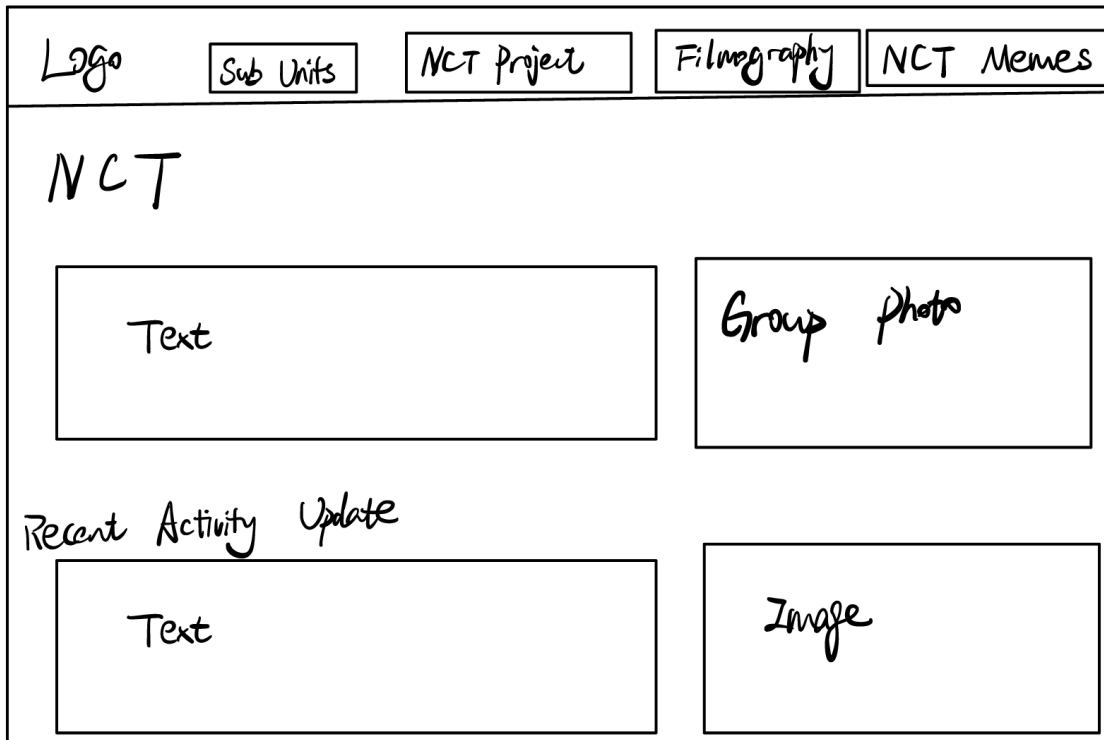 Logo Sub Units NCT Project Filmography NCT Memes
NCT
Text
Group Photo
Recent Activity Update
Text
Image